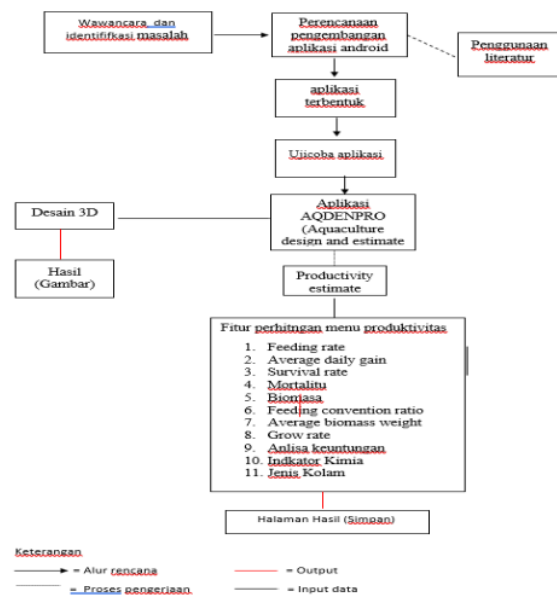 Wawancara dan
identififkasi masalah
Perencanaan
pengembangan
aplikasi android
Penggunaan
literatur
aplikasi
terbentuk
Ujicoba aplikasi
Desain 3D
Aplikasi
AQDENPRO
(Aquaculture
design and estimate
Hasil
(Gambar)
Productivity
estimate
Fitur perhitngan menu produktivitas
1. Feeding rate
2. Average daily gain
3. Survival rate
4. Mortalitu
5. Biomasa
6. Feeding convention ratio
7. Average biomass weight
8. Grow rate
9. Anlisa keuntungan
10. Indkator Kimia
11. Jenis Kolam
Halaman Hasil (Simpan)
Keterangan
= Alur rencana
= Output
= Proses pengerjaan
= Input data